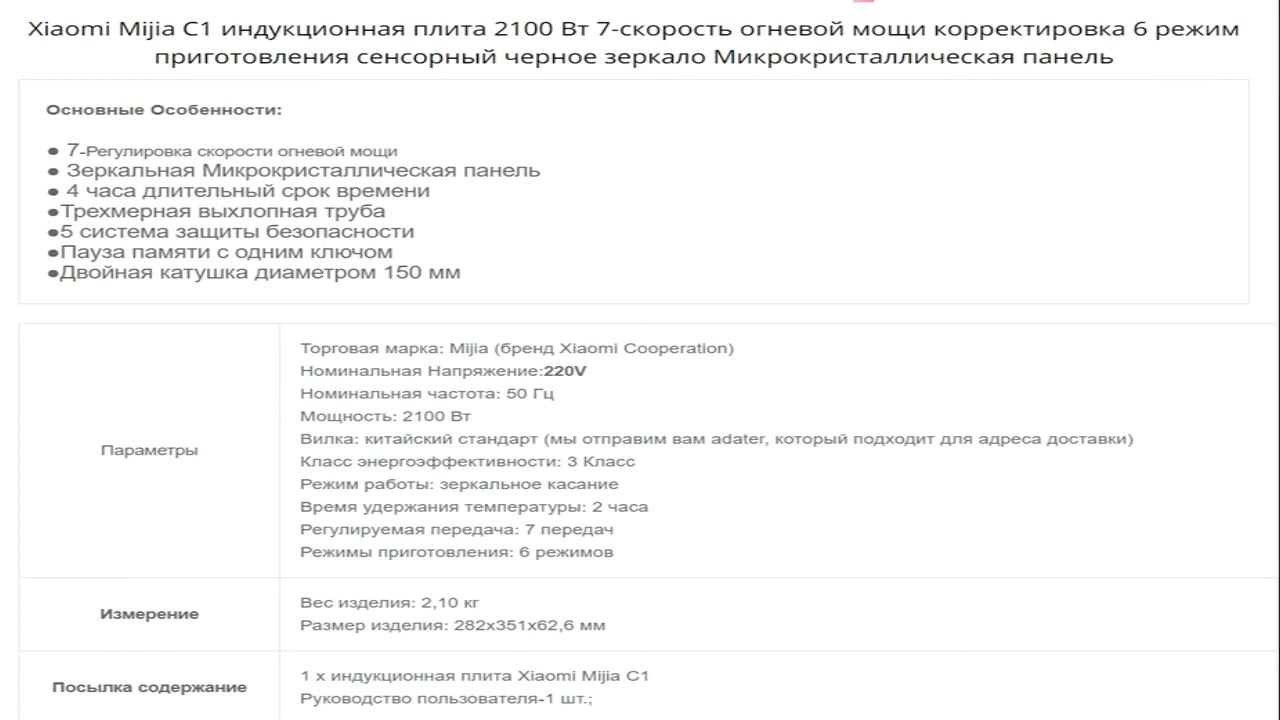 Xiaomi Mijia C1 индукционная плита 2100 Вт 7-скорость огневой мощи корректировка 6 режим
приготовления сенсорный черное зеркало Микрокристаллическая панель
Основные Особенности:
● 7-Регулировка скорости огневой мощи
● Зеркальная Микрокристаллическая панель
● 4 часа длительный срок времени
●Трехмерная выхлопная труба
●5 система защиты безопасности
●Пауза памяти с одним ключом
●Двойная катушка диаметром 150 мм
Параметры
Торговая марка: Mijia (бренд Xiaomi Cooperation)
Номинальная Напряжение:220V
Номинальная частота: 50 Гц
Мощность: 2100 Вт
Вилка: китайский стандарт (мы отправим вам adater, который подходит для адреса доставки)
Класс энергоэффективности: 3 Класс
Режим работы: зеркальное касание
Время удержания температуры: 2 часа
Регулируемая передача: 7 передач
Режимы приготовления: 6 режимов
Измерение
Вес изделия: 2,10 кг
Размер изделия: 282x351x62,6 мм
Посылка содержание
1 x индукционная плита Xiaomi Mijia C1
Руководство пользователя-1 шт.;